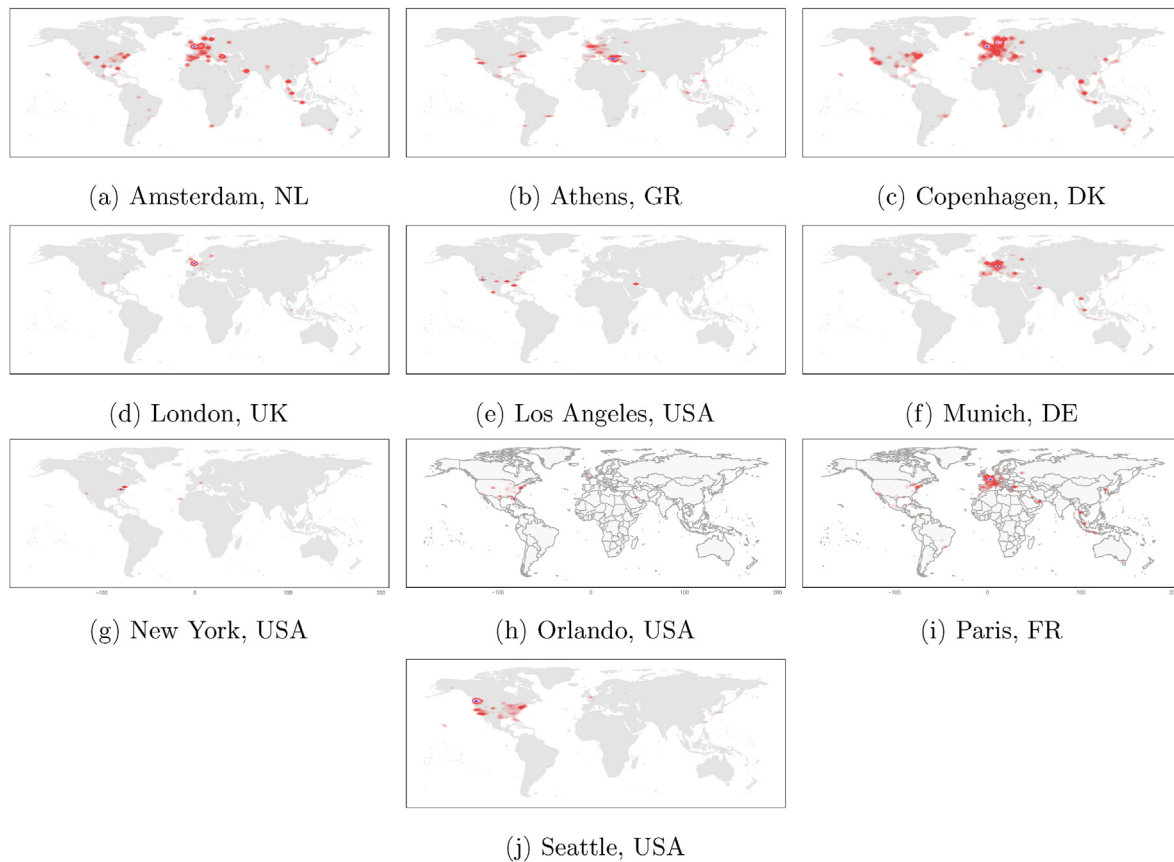 (a) Amsterdam, NL
(b) Athens, GR
(c) Copenhagen, DK
(d) London, UK
(e) Los Angeles, USA
(f) Munich, DE
-100 0 100 200
-100 0 100 200
-100 0 100 200
(g) New York, USA
(h) Orlando, USA
(i) Paris, FR
(j) Seattle, USA